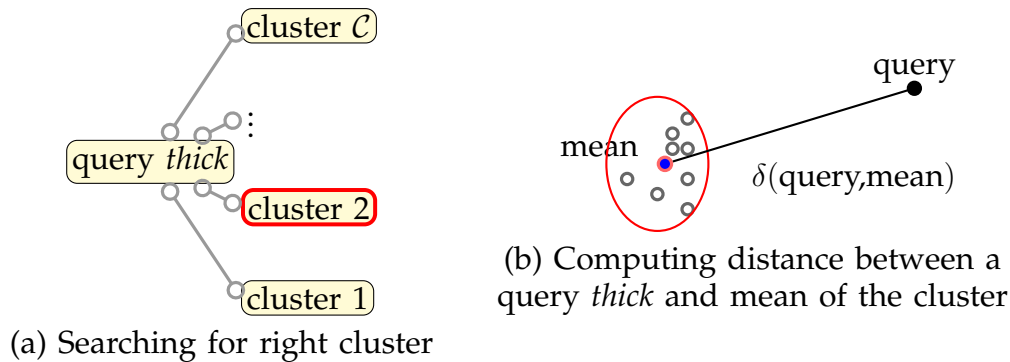 cluster C
⋮
query thick
cluster 2
cluster 1
(a) Searching for right cluster
query
mean
δ(query,mean)
(b) Computing distance between a
query thick and mean of the cluster